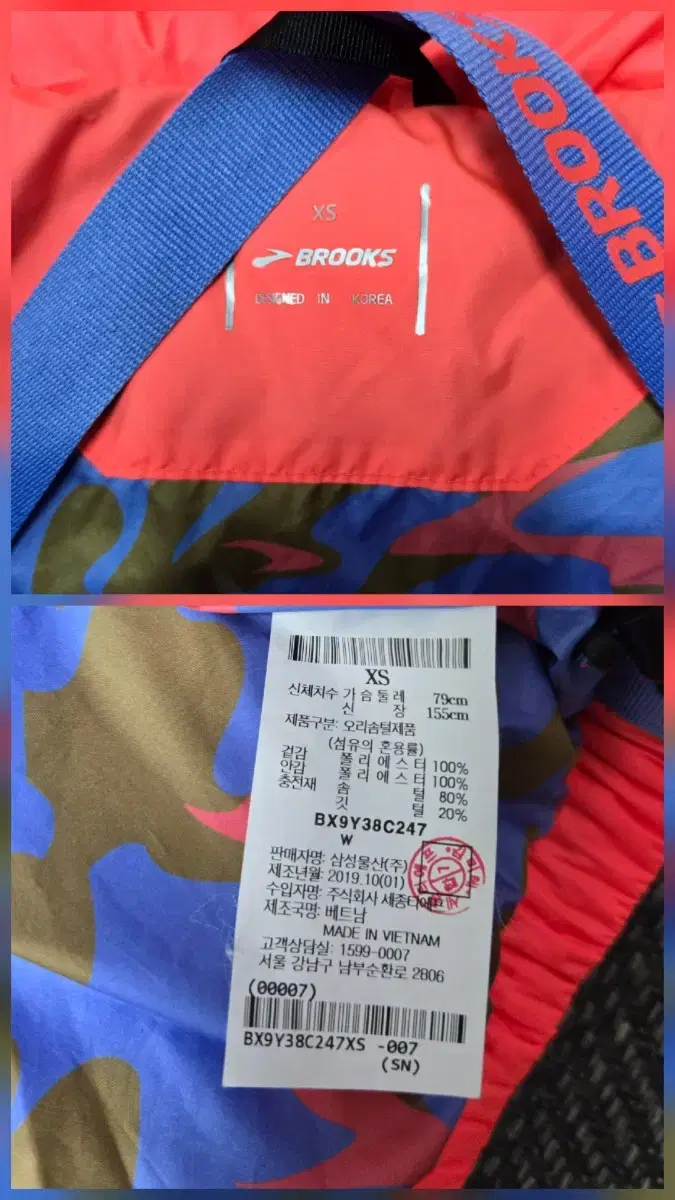 BROOKS
XS
BROOKS
DESIGNED IN KOREA
XS
신체치수 가슴둘레 79cm
신 장 155cm
제품구분: 오리솜털제품
(섬유의 혼용률)
겉감 폴리에스터 100%
안감 폴리에스터 100%
충전재 솜 털 80%
깃 털 20%
BX9Y38C247
W
판매자명: 삼성물산(주)
제조년월: 2019.10(01)
수입자명: 주식회사 세종티에프
제조국명: 베트남
MADE IN VIETNAM
고객상담실: 1599-0007
서울 강남구 남부순환로 2806
(00007)
BX9Y38C247XS -007
(SN)